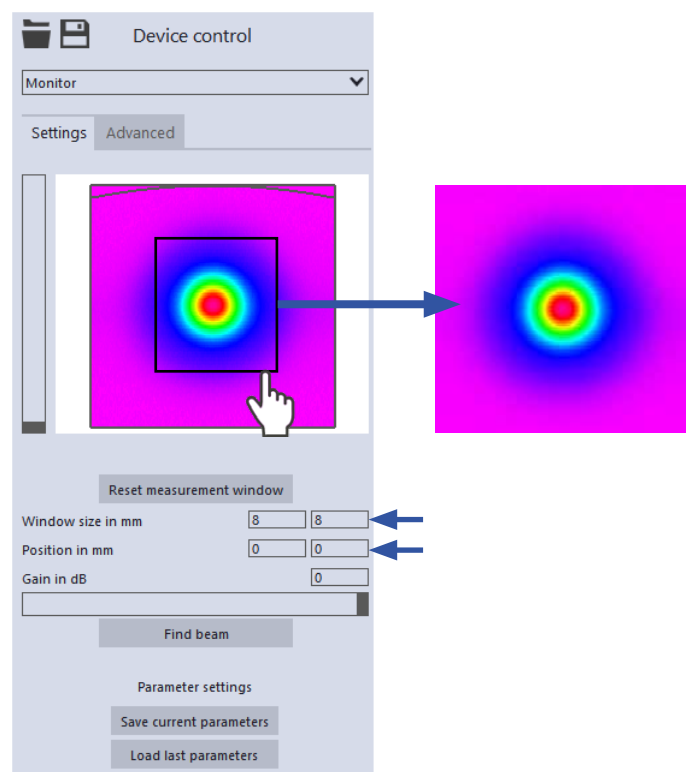 Device control
Monitor
Settings Advanced
Reset measurement window
Window size in mm 8 8
Position in mm 0 0
Gain in dB 0
Find beam
Parameter settings
Save current parameters
Load last parameters